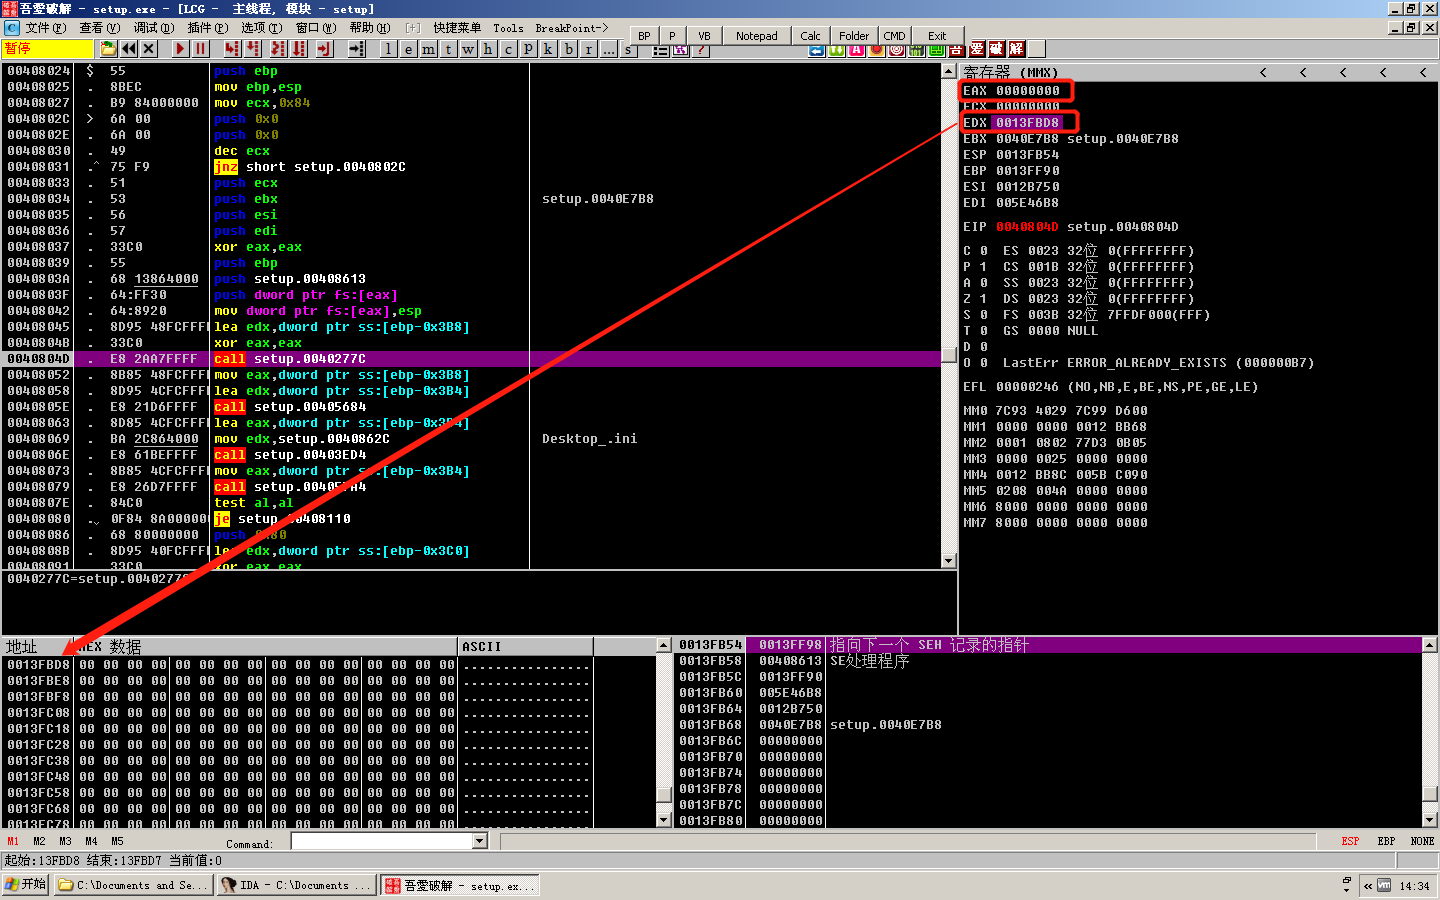 吾爱破解 - setup.exe - [LCG -  主线程, 模块 - setup]
文件(F) 查看(V) 调试(D) 插件(P) 选项(T) 窗口(W) 帮助(H) [+] 快捷菜单 Tools BreakPoint->
BP P VB Notepad Calc Folder CMD Exit
暂停 l e m t w h c p k b r ... s
吾 爱 破 解
00408024 $ 55 push ebp
00408025 . 8BEC mov ebp,esp
00408027 . B9 84000000 mov ecx,0x84
0040802C > 6A 00 push 0x0
0040802E . 6A 00 push 0x0
00408030 . 49 dec ecx
00408031 .^ 75 F9 jnz short setup.0040802C
00408033 . 51 push ecx
00408034 . 53 push ebx setup.0040E7B8
00408035 . 56 push esi
00408036 . 57 push edi
00408037 . 33C0 xor eax,eax
00408039 . 55 push ebp
0040803A . 68 13864000 push setup.00408613
0040803F . 64:FF30 push dword ptr fs:[eax]
00408042 . 64:8920 mov dword ptr fs:[eax],esp
00408045 . 8D95 48FCFFFF lea edx,dword ptr ss:[ebp-0x3B8]
0040804B . 33C0 xor eax,eax
0040804D . E8 2AA7FFFF call setup.0040277C
00408052 . 8B85 48FCFFFF mov eax,dword ptr ss:[ebp-0x3B8]
00408058 . 8D95 4CFCFFFF lea edx,dword ptr ss:[ebp-0x3B4]
0040805E . E8 21D6FFFF call setup.00405684
00408063 . 8D85 4CFCFFFF lea eax,dword ptr ss:[ebp-0x3B4]
00408069 . BA 2C864000 mov edx,setup.0040862C Desktop_.ini
0040806E . E8 61BEFFFF call setup.00403ED4
00408073 . 8B85 4CFCFFFF mov eax,dword ptr ss:[ebp-0x3B4]
00408079 . E8 26D7FFFF call
0040807E . 84C0 test al,al
00408080 .⌄ 0F84 8A000000 je setup.00408110
00408086 . 68 80000000 push 0x80
0040808B . 8D95 40FCFFFF lea edx,dword ptr ss:[ebp-0x3C0]
00408091 . 33C0 xor eax,eax
0040277C=setup.0040277C
寄存器 (MMX) < < < < <
EAX 00000000
ECX 00000000
EDX 0013FBD8
EBX 0040E7B8 setup.0040E7B8
ESP 0013FB54
EBP 0013FF90
ESI 0012B750
EDI 005E46B8
EIP 0040804D setup.0040804D
C 0 ES 0023 32位 0(FFFFFFFF)
P 1 CS 001B 32位 0(FFFFFFFF)
A 0 SS 0023 32位 0(FFFFFFFF)
Z 1 DS 0023 32位 0(FFFFFFFF)
S 0 FS 003B 32位 7FFDF000(FFF)
T 0 GS 0000 NULL
D 0
O 0 LastErr ERROR_ALREADY_EXISTS (000000B7)
EFL 00000246 (NO,NB,E,BE,NS,PE,GE,LE)
MM0 7C93 4029 7C99 D600
MM1 0000 0000 0012 BB68
MM2 0001 0802 77D3 0B05
MM3 0000 0025 0000 0000
MM4 0012 BB8C 005B C090
MM5 0208 004A 0000 0000
MM6 8000 0000 0000 0000
MM7 8000 0000 0000 0000
地址 HEX 数据 ASCII
0013FBD8 00 00 00 00 00 00 00 00 00 00 00 00 00 00 00 00 ................
0013FBE8 00 00 00 00 00 00 00 00 00 00 00 00 00 00 00 00 ................
0013FBF8 00 00 00 00 00 00 00 00 00 00 00 00 00 00 00 00 ................
0013FC08 00 00 00 00 00 00 00 00 00 00 00 00 00 00 00 00 ................
0013FC18 00 00 00 00 00 00 00 00 00 00 00 00 00 00 00 00 ................
0013FC28 00 00 00 00 00 00 00 00 00 00 00 00 00 00 00 00 ................
0013FC38 00 00 00 00 00 00 00 00 00 00 00 00 00 00 00 00 ................
0013FC48 00 00 00 00 00 00 00 00 00 00 00 00 00 00 00 00 ................
0013FC58 00 00 00 00 00 00 00 00 00 00 00 00 00 00 00 00 ................
0013FC68 00 00 00 00 00 00 00 00 00 00 00 00 00 00 00 00 ................
0013FC78 00 00 00 00 00 00 00 00 00 00 00 00 00 00 00 00 ................
0013FB54 0013FF98 指向下一个 SEH 记录的指针
0013FB58 00408613 SE处理程序
0013FB5C 0013FF90
0013FB60 005E46B8
0013FB64 0012B750
0013FB68 0040E7B8 setup.0040E7B8
0013FB6C 00000000
0013FB70 00000000
0013FB74 00000000
0013FB78 00000000
0013FB7C 00000000
0013FB80 00000000
M1 M2 M3 M4 M5 Command: ESP EBP NONE
起始:13FBD8 结束:13FBD7 当前值:0
开始 C:\Documents and Se... IDA - C:\Documents ... 吾爱破解 - setup.ex... « vm 14:34